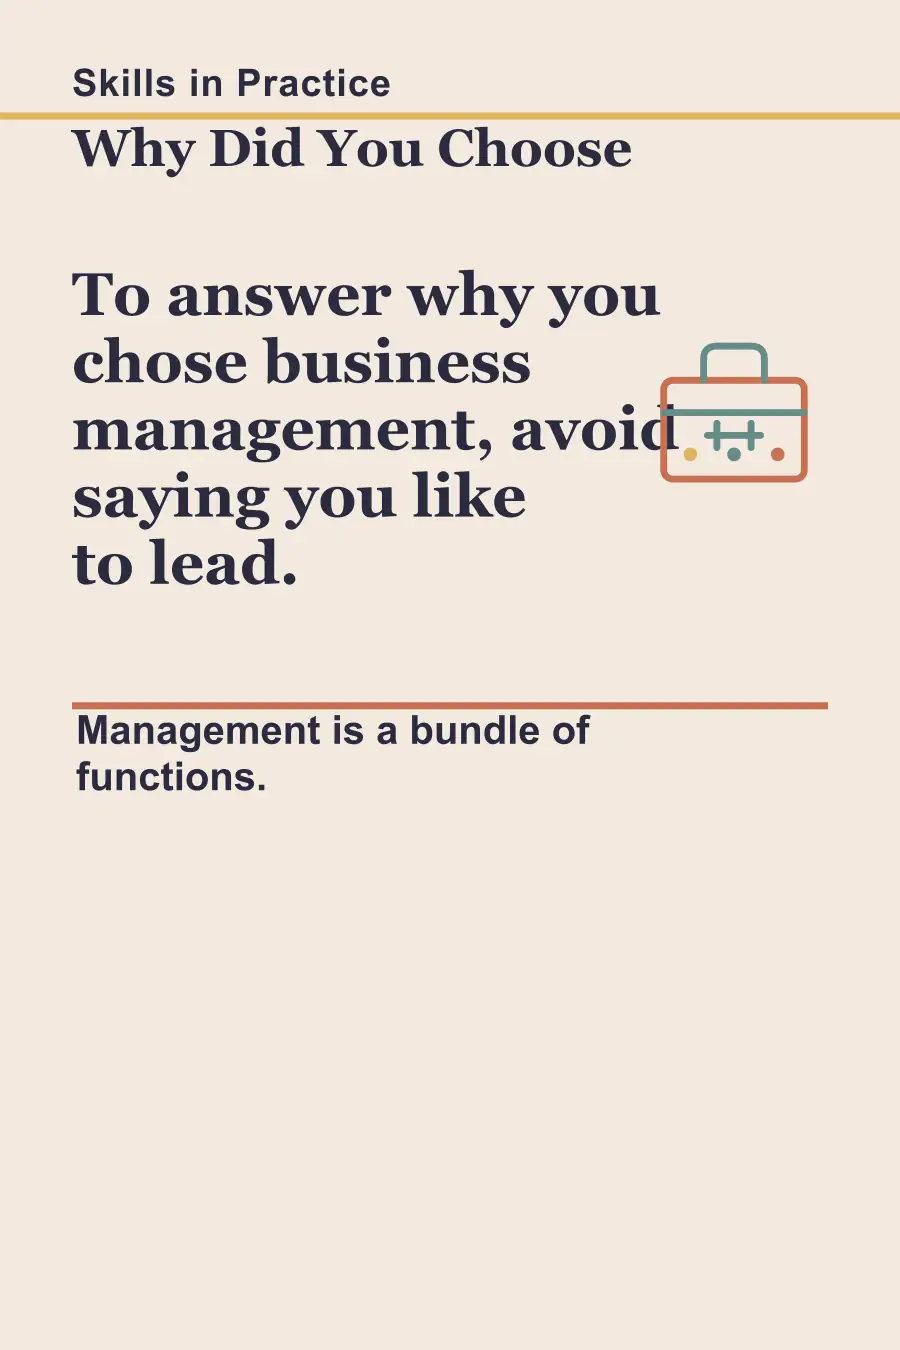 Skills in Practice
Why Did You Choose
To answer why you
chose business
management, avoid
saying you like
to lead.
Management is a bundle of
functions.